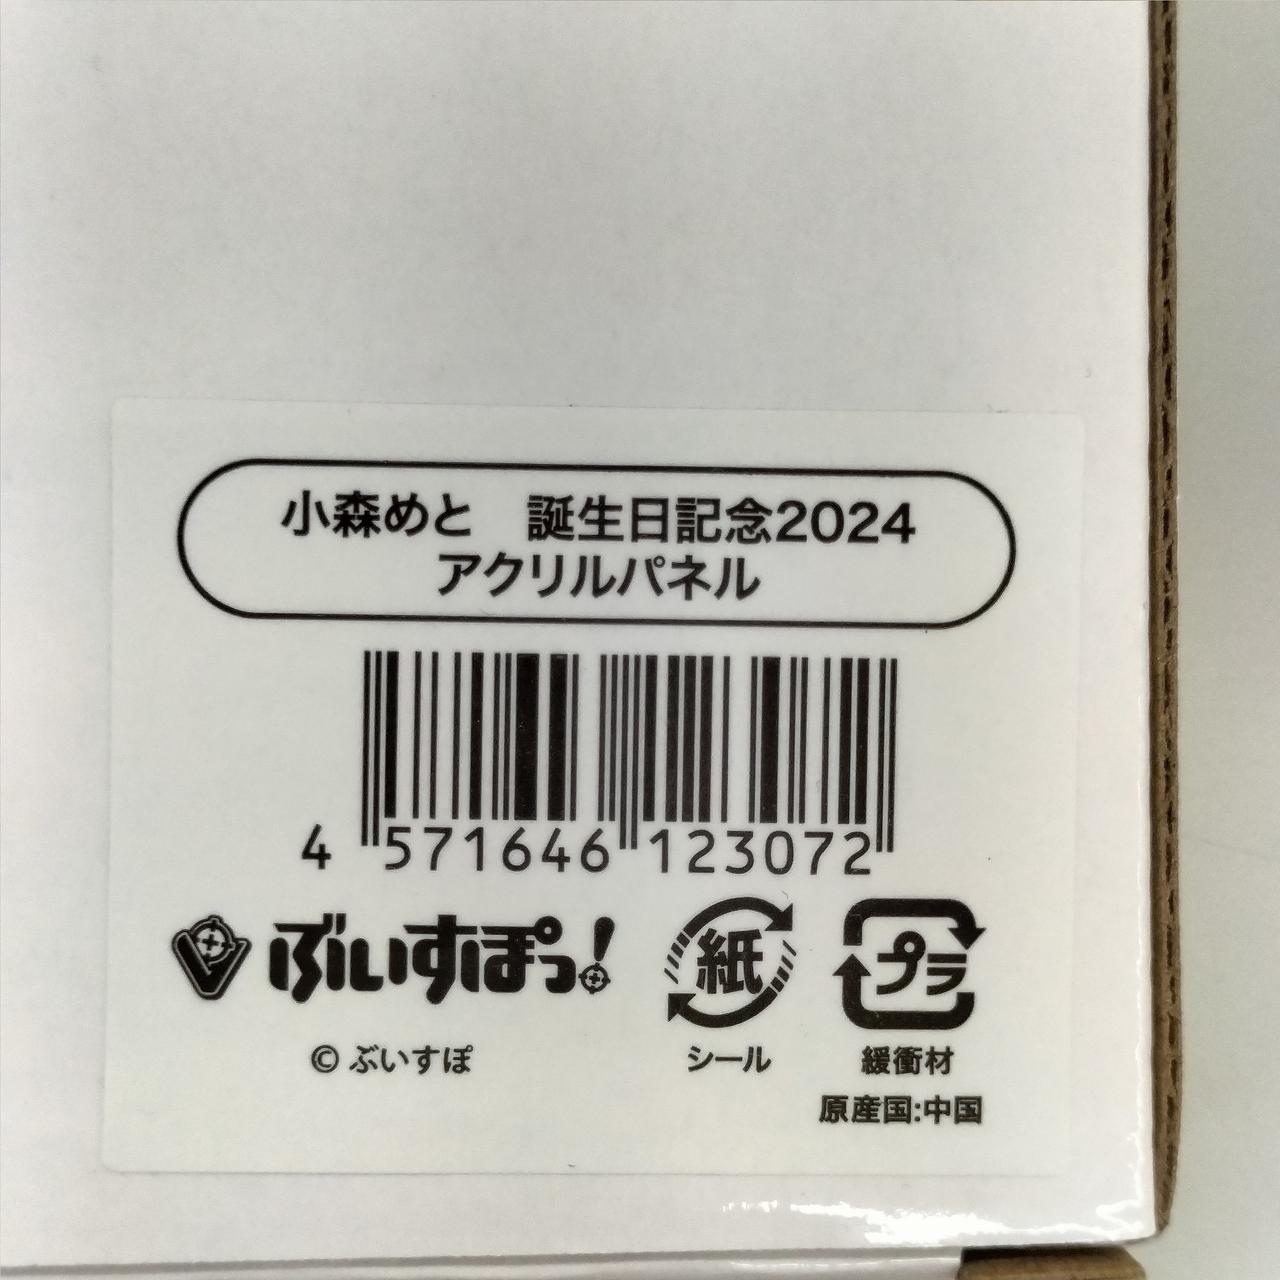 小森めと　誕生日記念2024
アクリルパネル
4 571646 123072
ぶいすぽっ!
紙
プラ
© ぶいすぽ
シール
緩衝材
原産国:中国